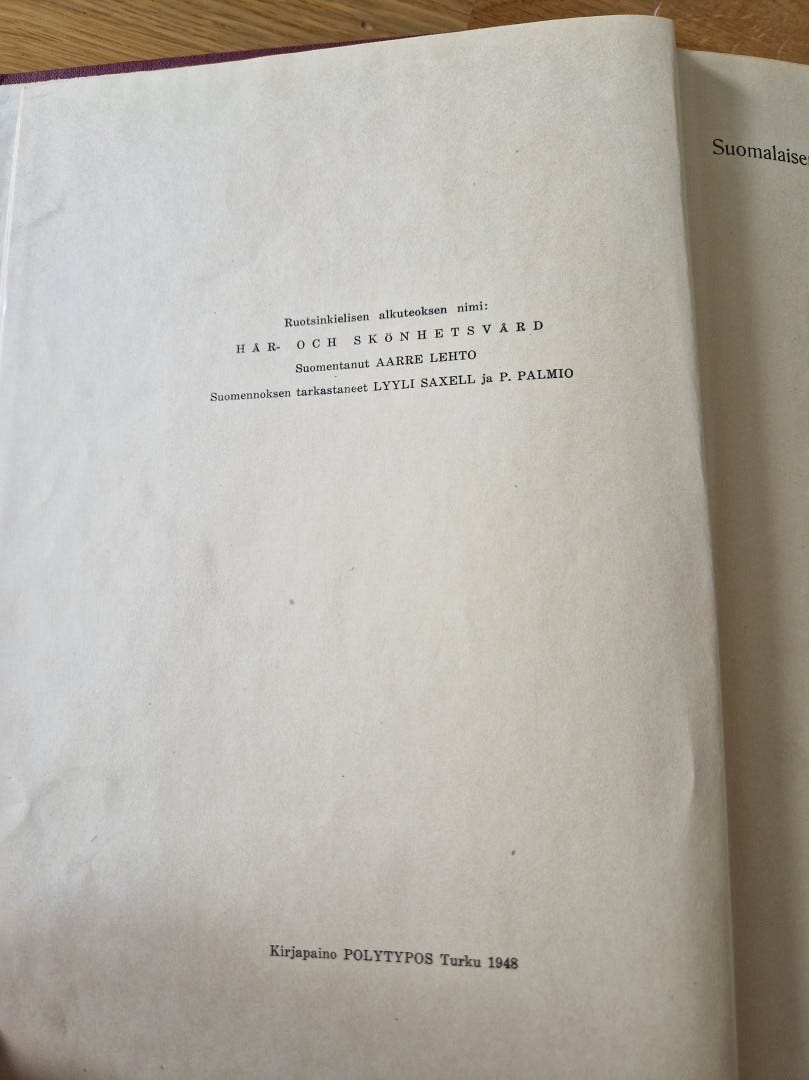 Ruotsinkielisen alkuteoksen nimi:
HÅR- OCH SKÖNHETSVÅRD
Suomentanut AARRE LEHTO
Suomennoksen tarkastaneet LYYLI SAXELL ja P. PALMIO
Kirjapaino POLYTYPOS Turku 1948